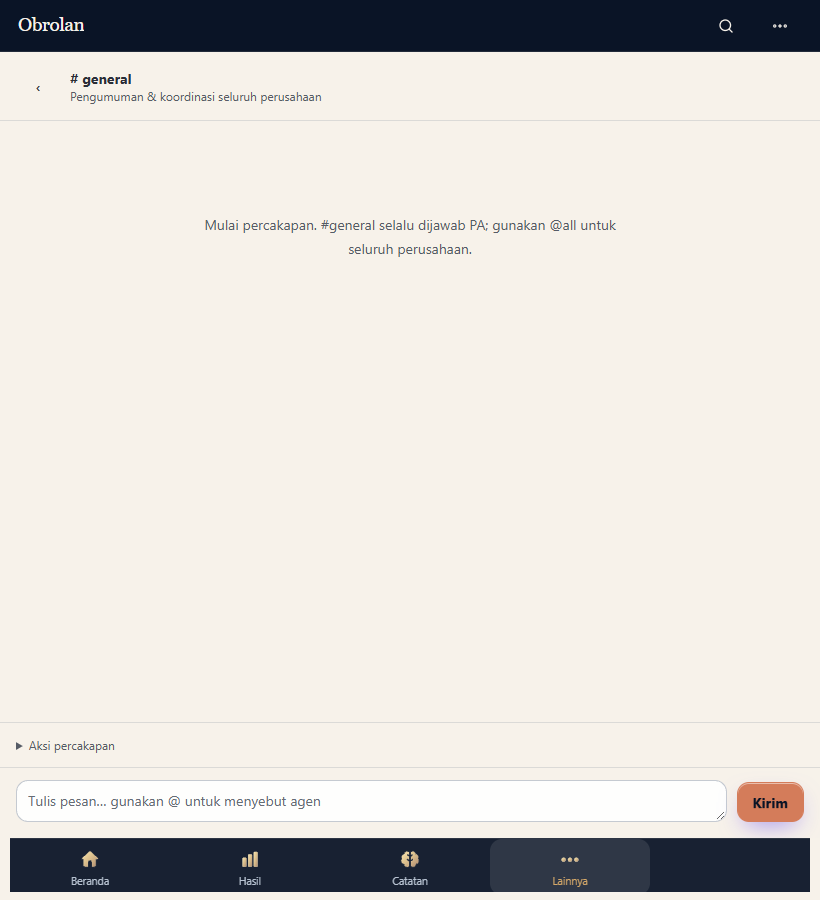 Obrolan
# general
Pengumuman & koordinasi seluruh perusahaan
Mulai percakapan. #general selalu dijawab PA; gunakan @all untuk
seluruh perusahaan.
Aksi percakapan
Tulis pesan... gunakan @ untuk menyebut agen
Kirim
Beranda
Hasil
Catatan
Lainnya